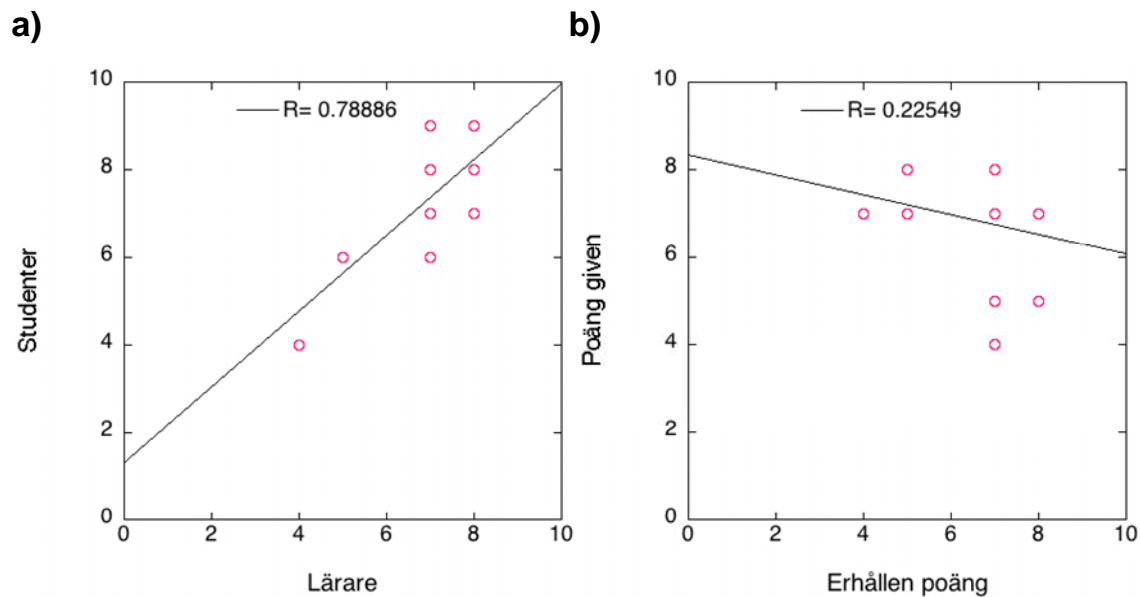 a)
10
8
6
4
2
0
R= 0.78886
0 2 4 6 8 10
Studenter
Lärare
b)
10
8
6
4
2
0
R= 0.22549
0 2 4 6 8 10
Poäng given
Erhållen poäng